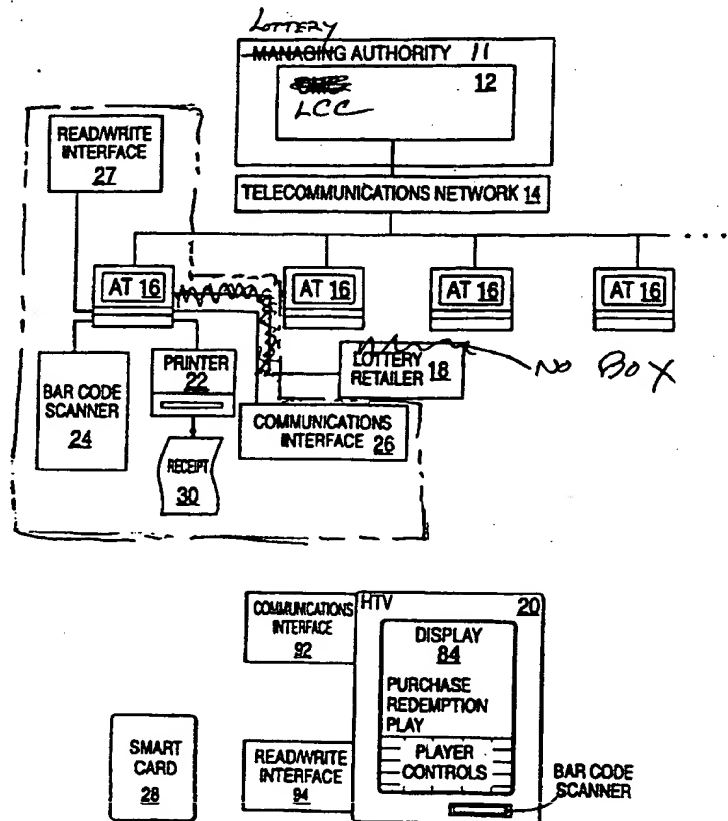 LOTTERY
MANAGING AUTHORITY 11
12
LCC
READ/WRITE
INTERFACE
27
TELECOMMUNICATIONS NETWORK 14
AT 16
AT 16
AT 16
AT 16
PRINTER
22
LOTTERY
RETAILER
18
NO BOX
BAR CODE
SCANNER
24
COMMUNICATIONS
INTERFACE
26
RECEIPT
30
COMMUNICATIONS
INTERFACE
92
HTV
20
DISPLAY
84
PURCHASE
REDEMPTION
PLAY
PLAYER
CONTROLS
SMART
CARD
28
READ/WRITE
INTERFACE
94
BAR CODE
SCANNER